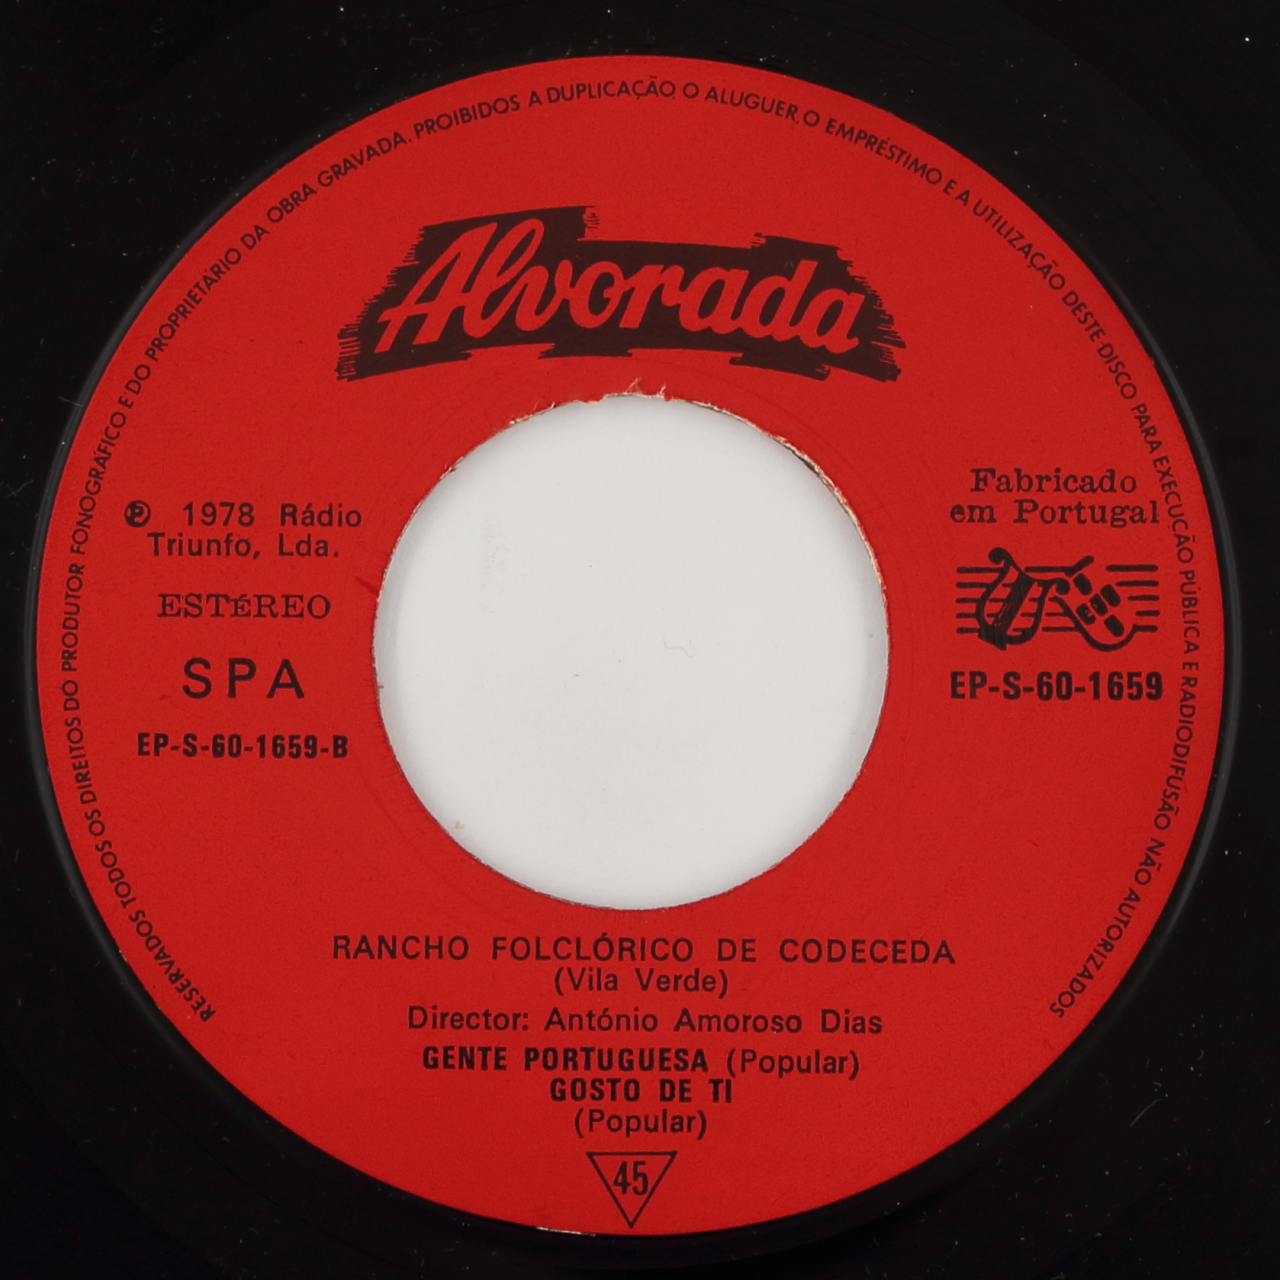 RESERVADOS TODOS OS DIREITOS DO PRODUTOR FONOGRÁFICO E DO PROPRIETÁRIO DA OBRA GRAVADA. PROIBIDOS A DUPLICAÇÃO O ALUGUER, O EMPRÉSTIMO E A UTILIZAÇÃO DESTE DISCO PARA EXECUÇÃO PÚBLICA E RADIODIFUSÃO NÃO AUTORIZADOS
Alvorada
℗ 1978 Rádio
Triunfo, Lda.
ESTÉREO
SPA
EP-S-60-1659-B
Fabricado
em Portugal
EP-S-60-1659
RANCHO FOLCLÓRICO DE CODECEDA
(Vila Verde)
Director: António Amoroso Dias
GENTE PORTUGUESA (Popular)
GOSTO DE TI
(Popular)
45